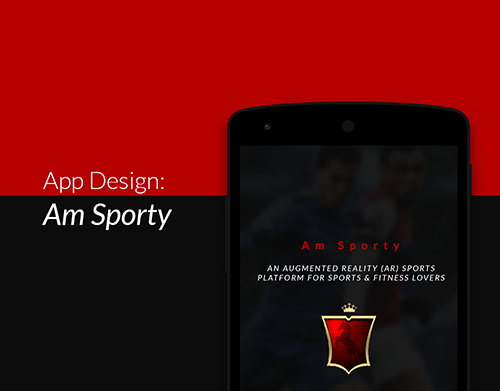 App Design:
Am Sporty
Am Sporty
AN AUGMENTED REALITY (AR) SPORTS
PLATFORM FOR SPORTS & FITNESS LOVERS